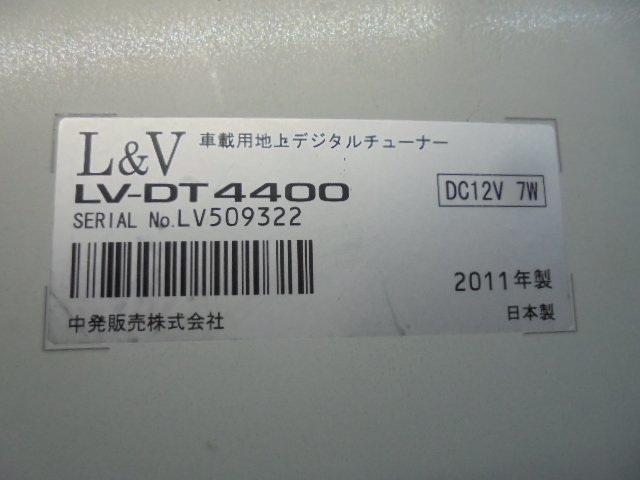 L&V 車載用地上デジタルチューナー
LV-DT4400
DC12V 7W
SERIAL No.LV509322
2011年製
中発販売株式会社
日本製